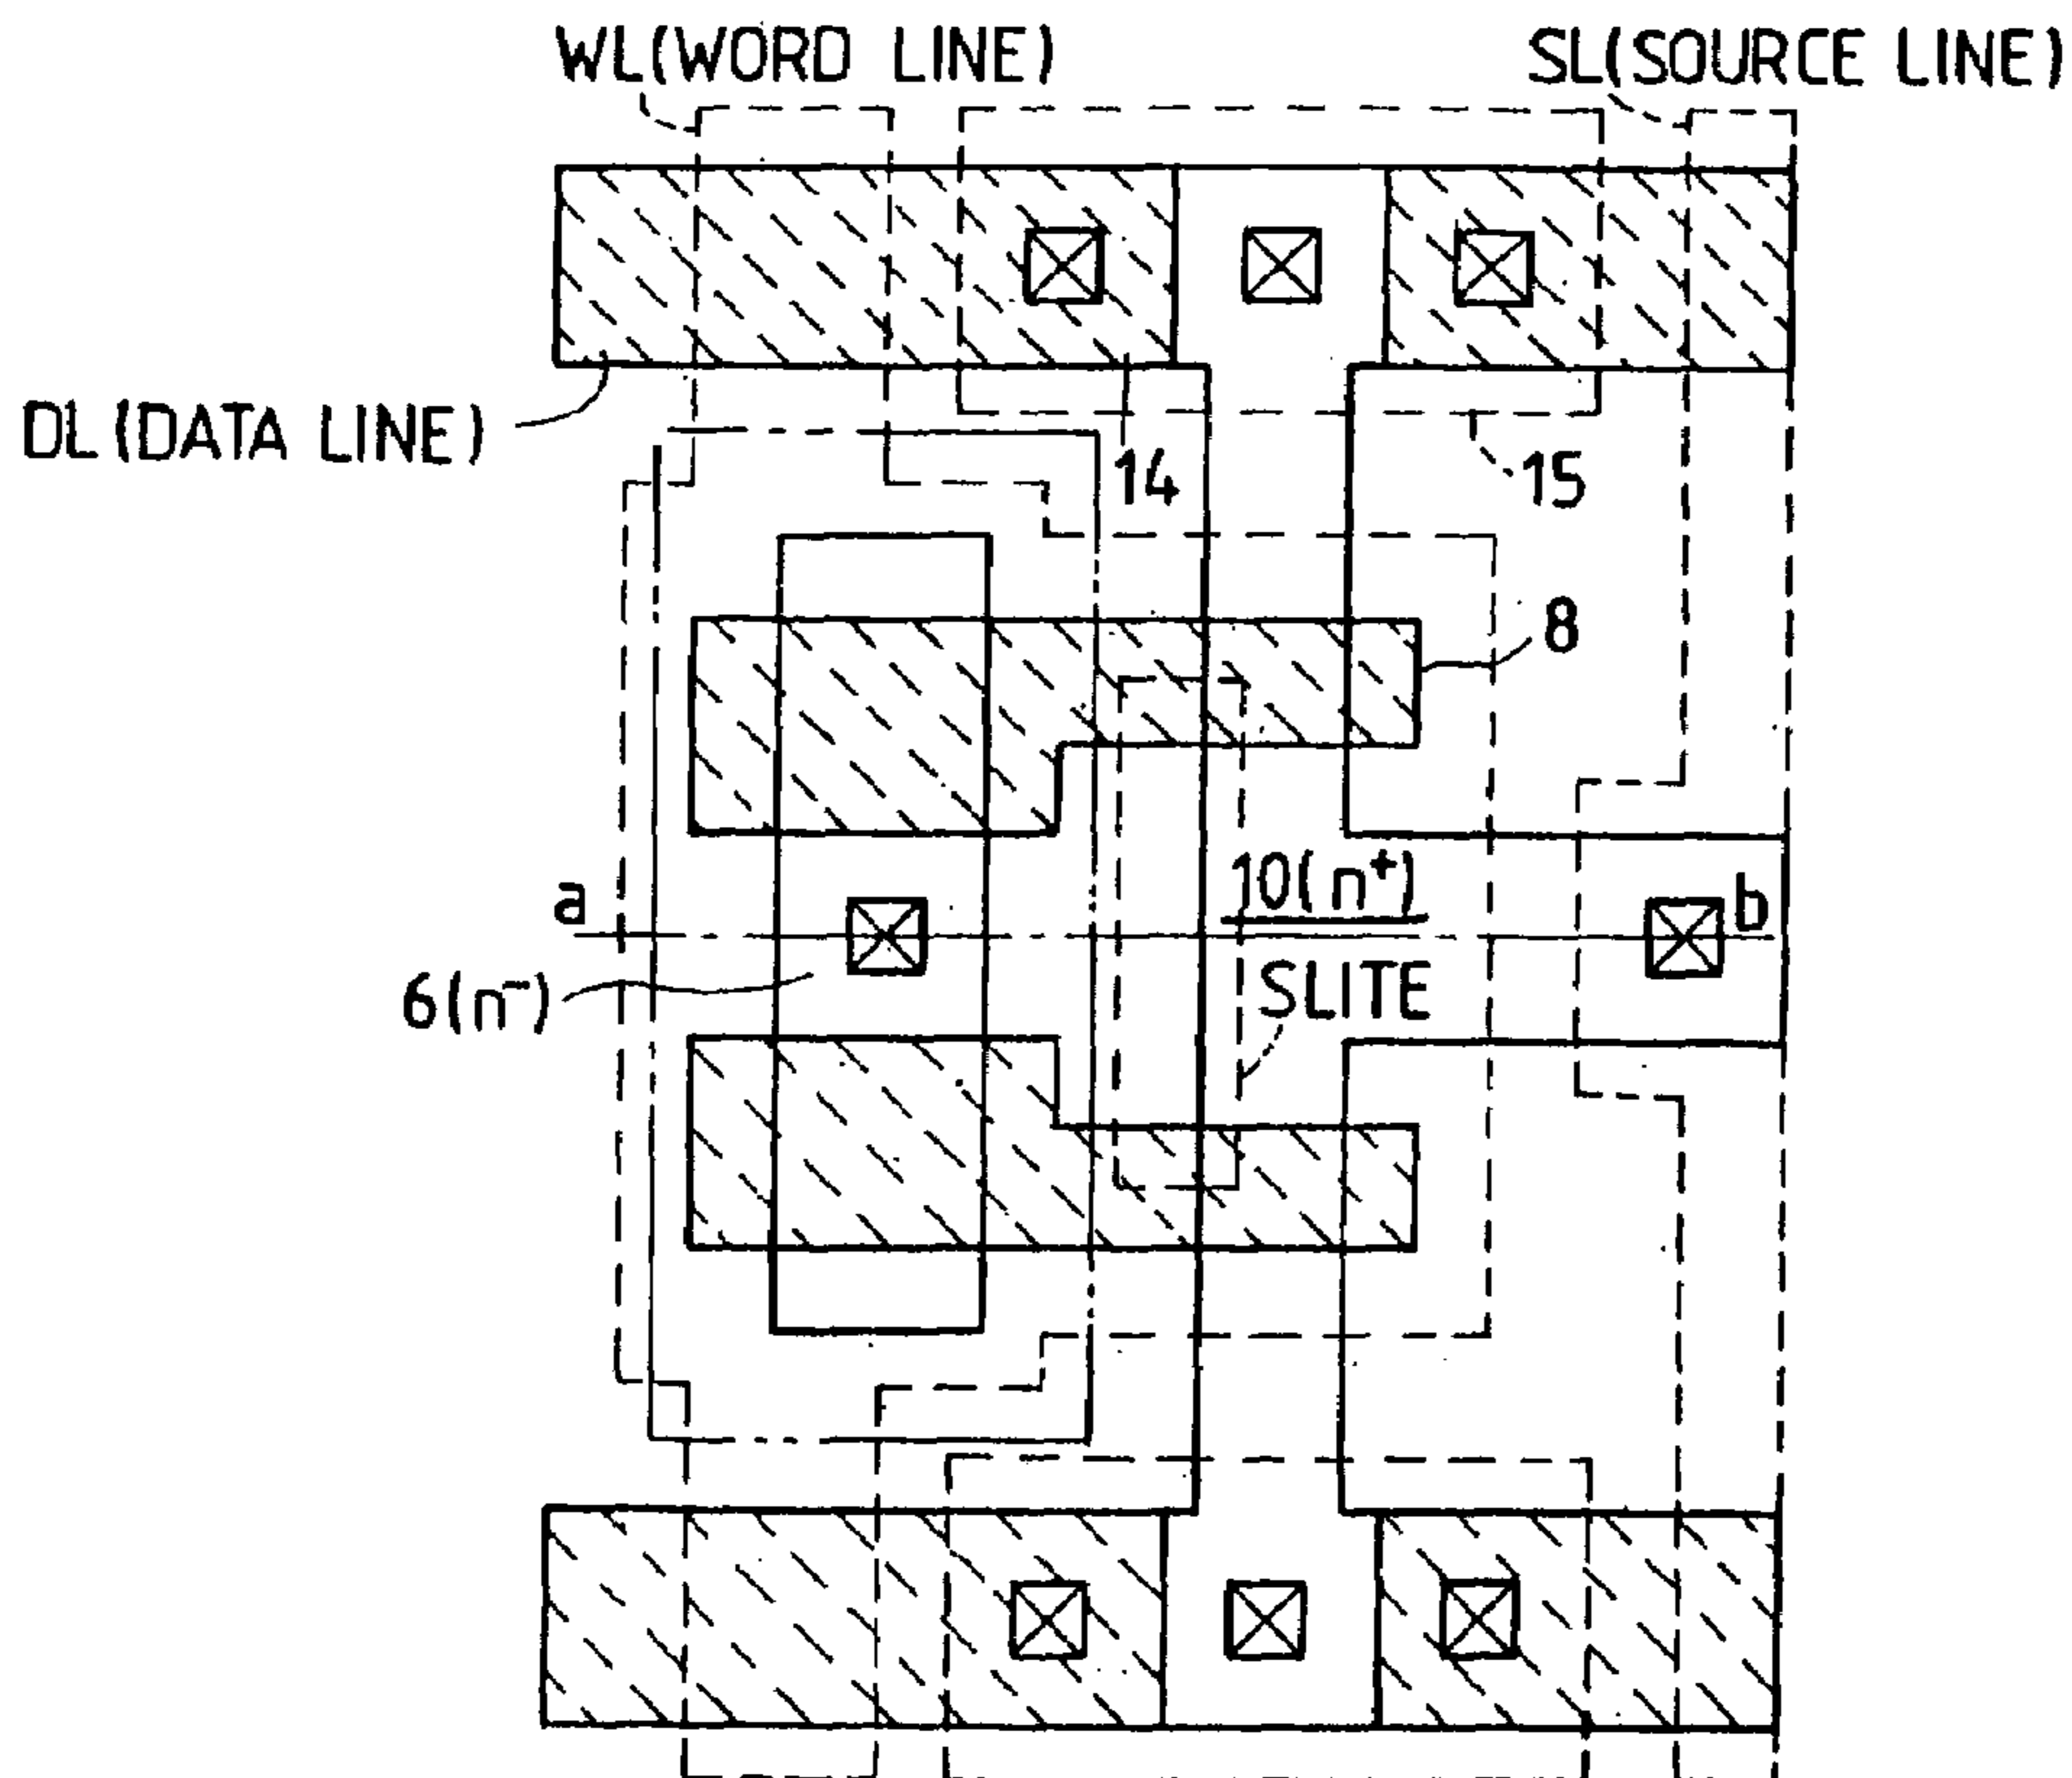 WL(WORD LINE)
SL(SOURCE LINE)
DL(DATA LINE)
14
15
8
10(n⁺)
a
b
6(n⁻)
SLITE